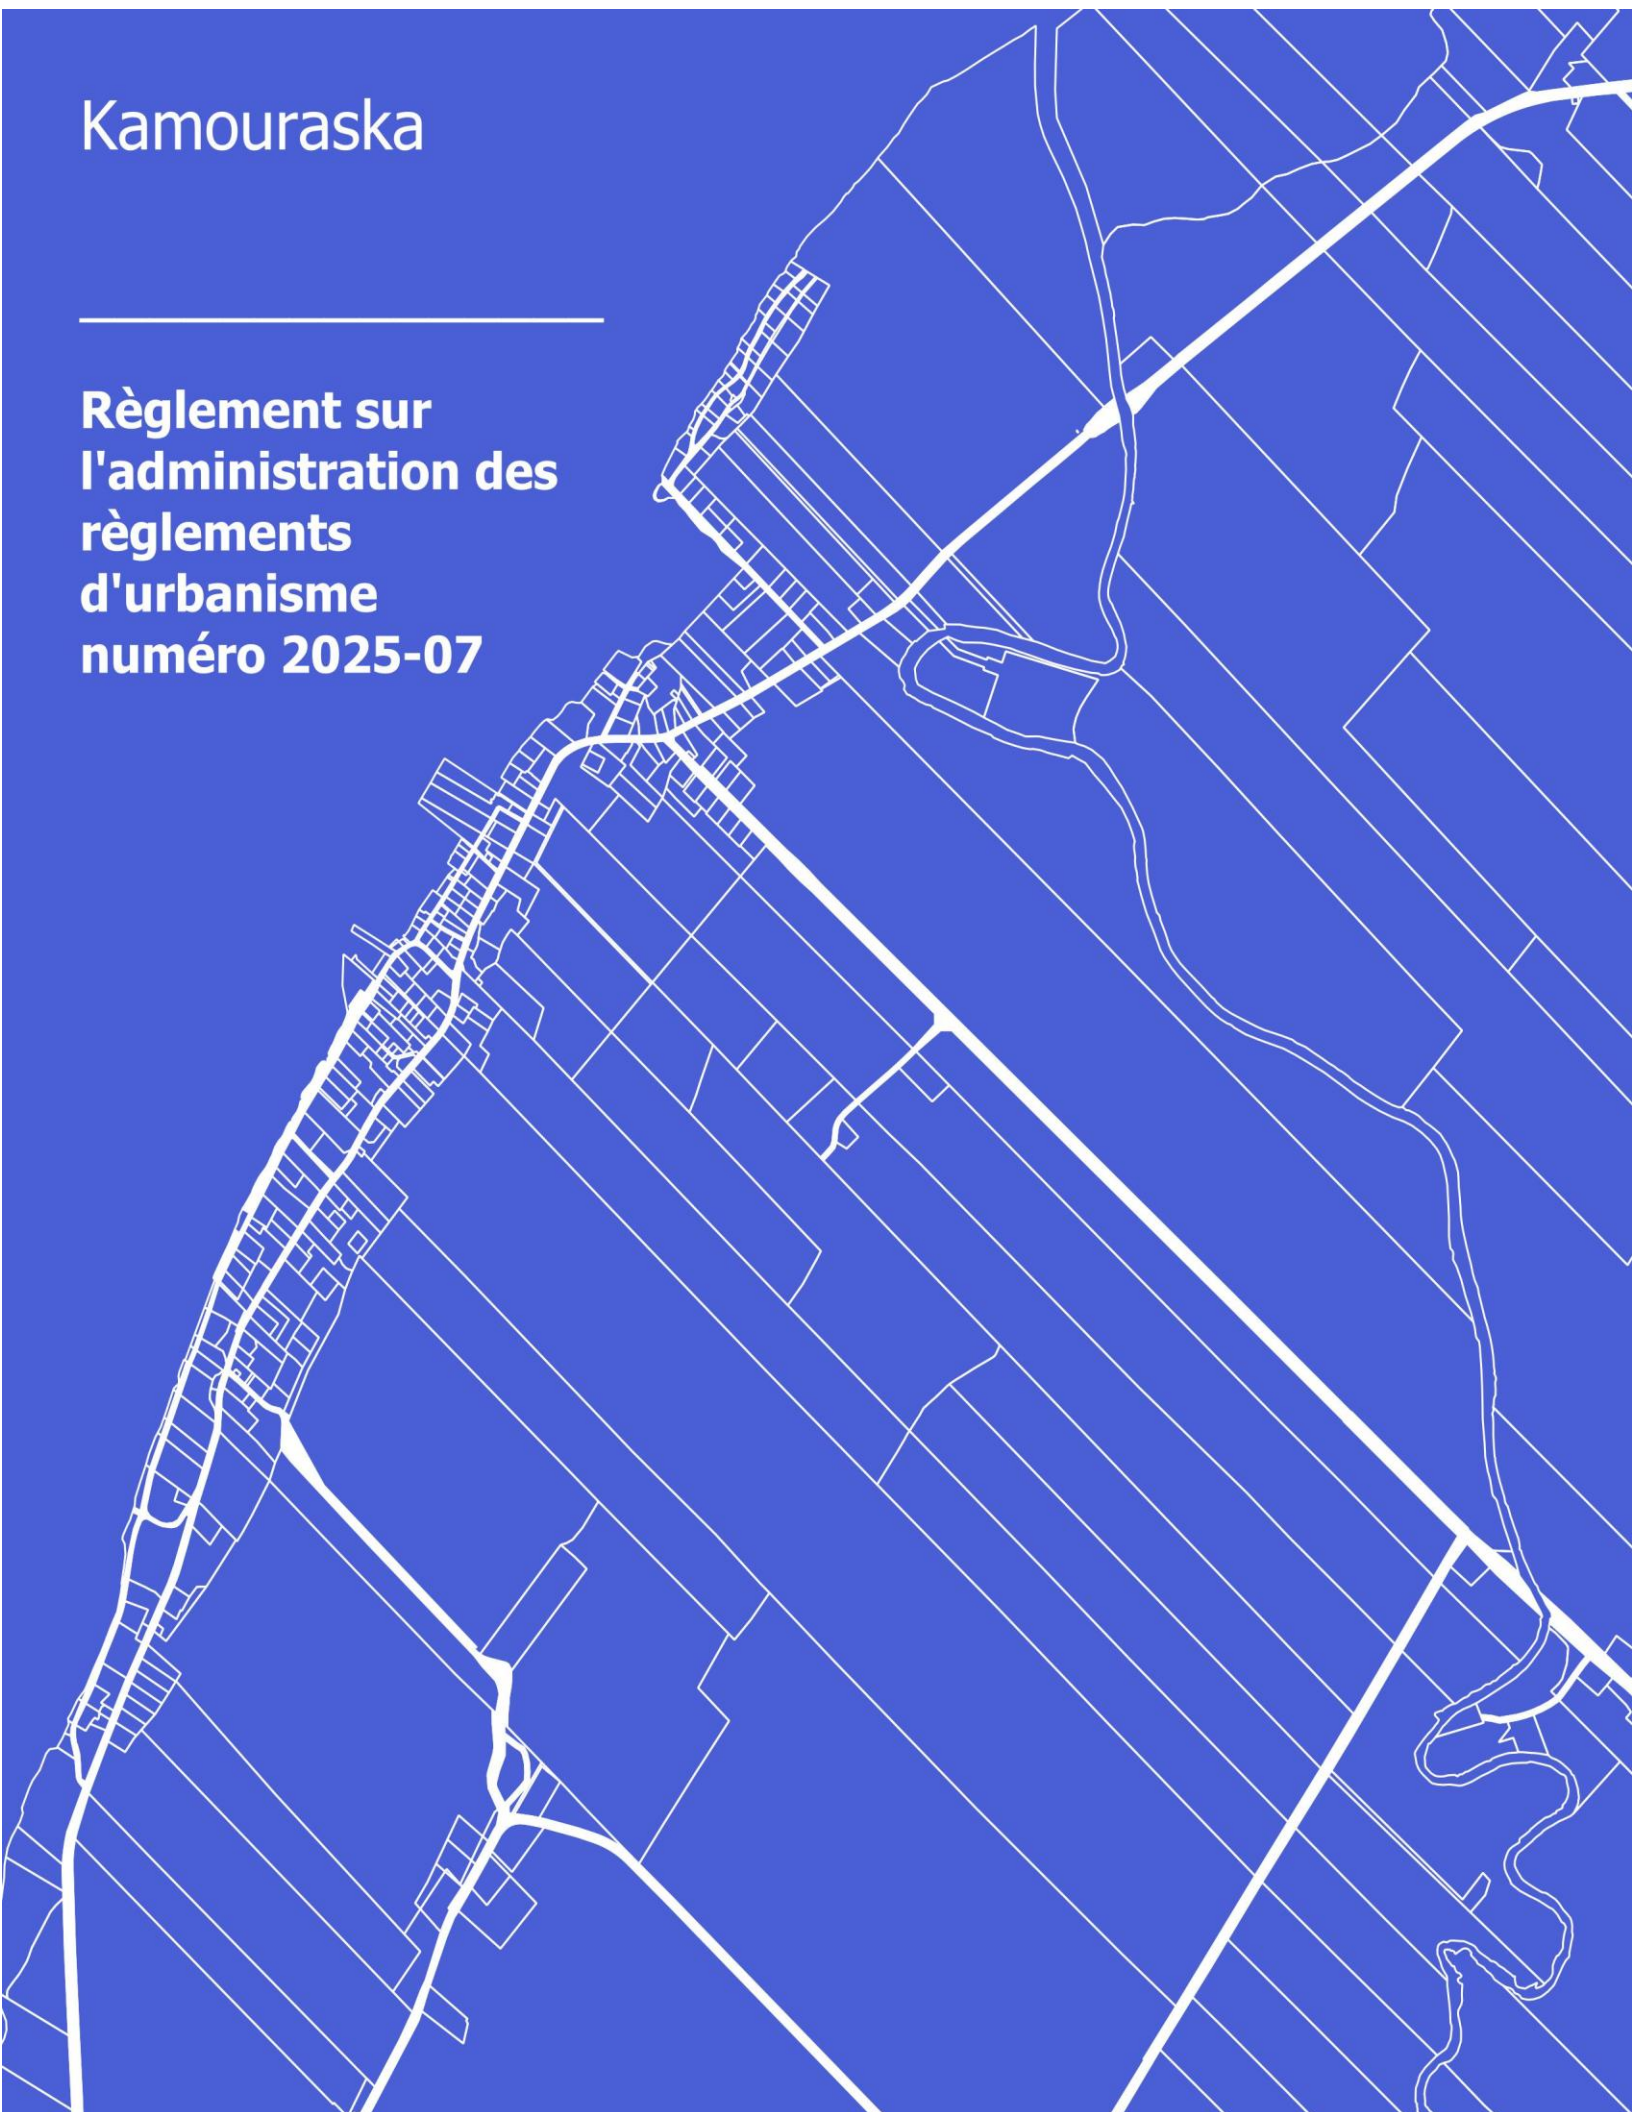 Kamouraska
Règlement sur
l'administration des
règlements
d'urbanisme
numéro 2025-07